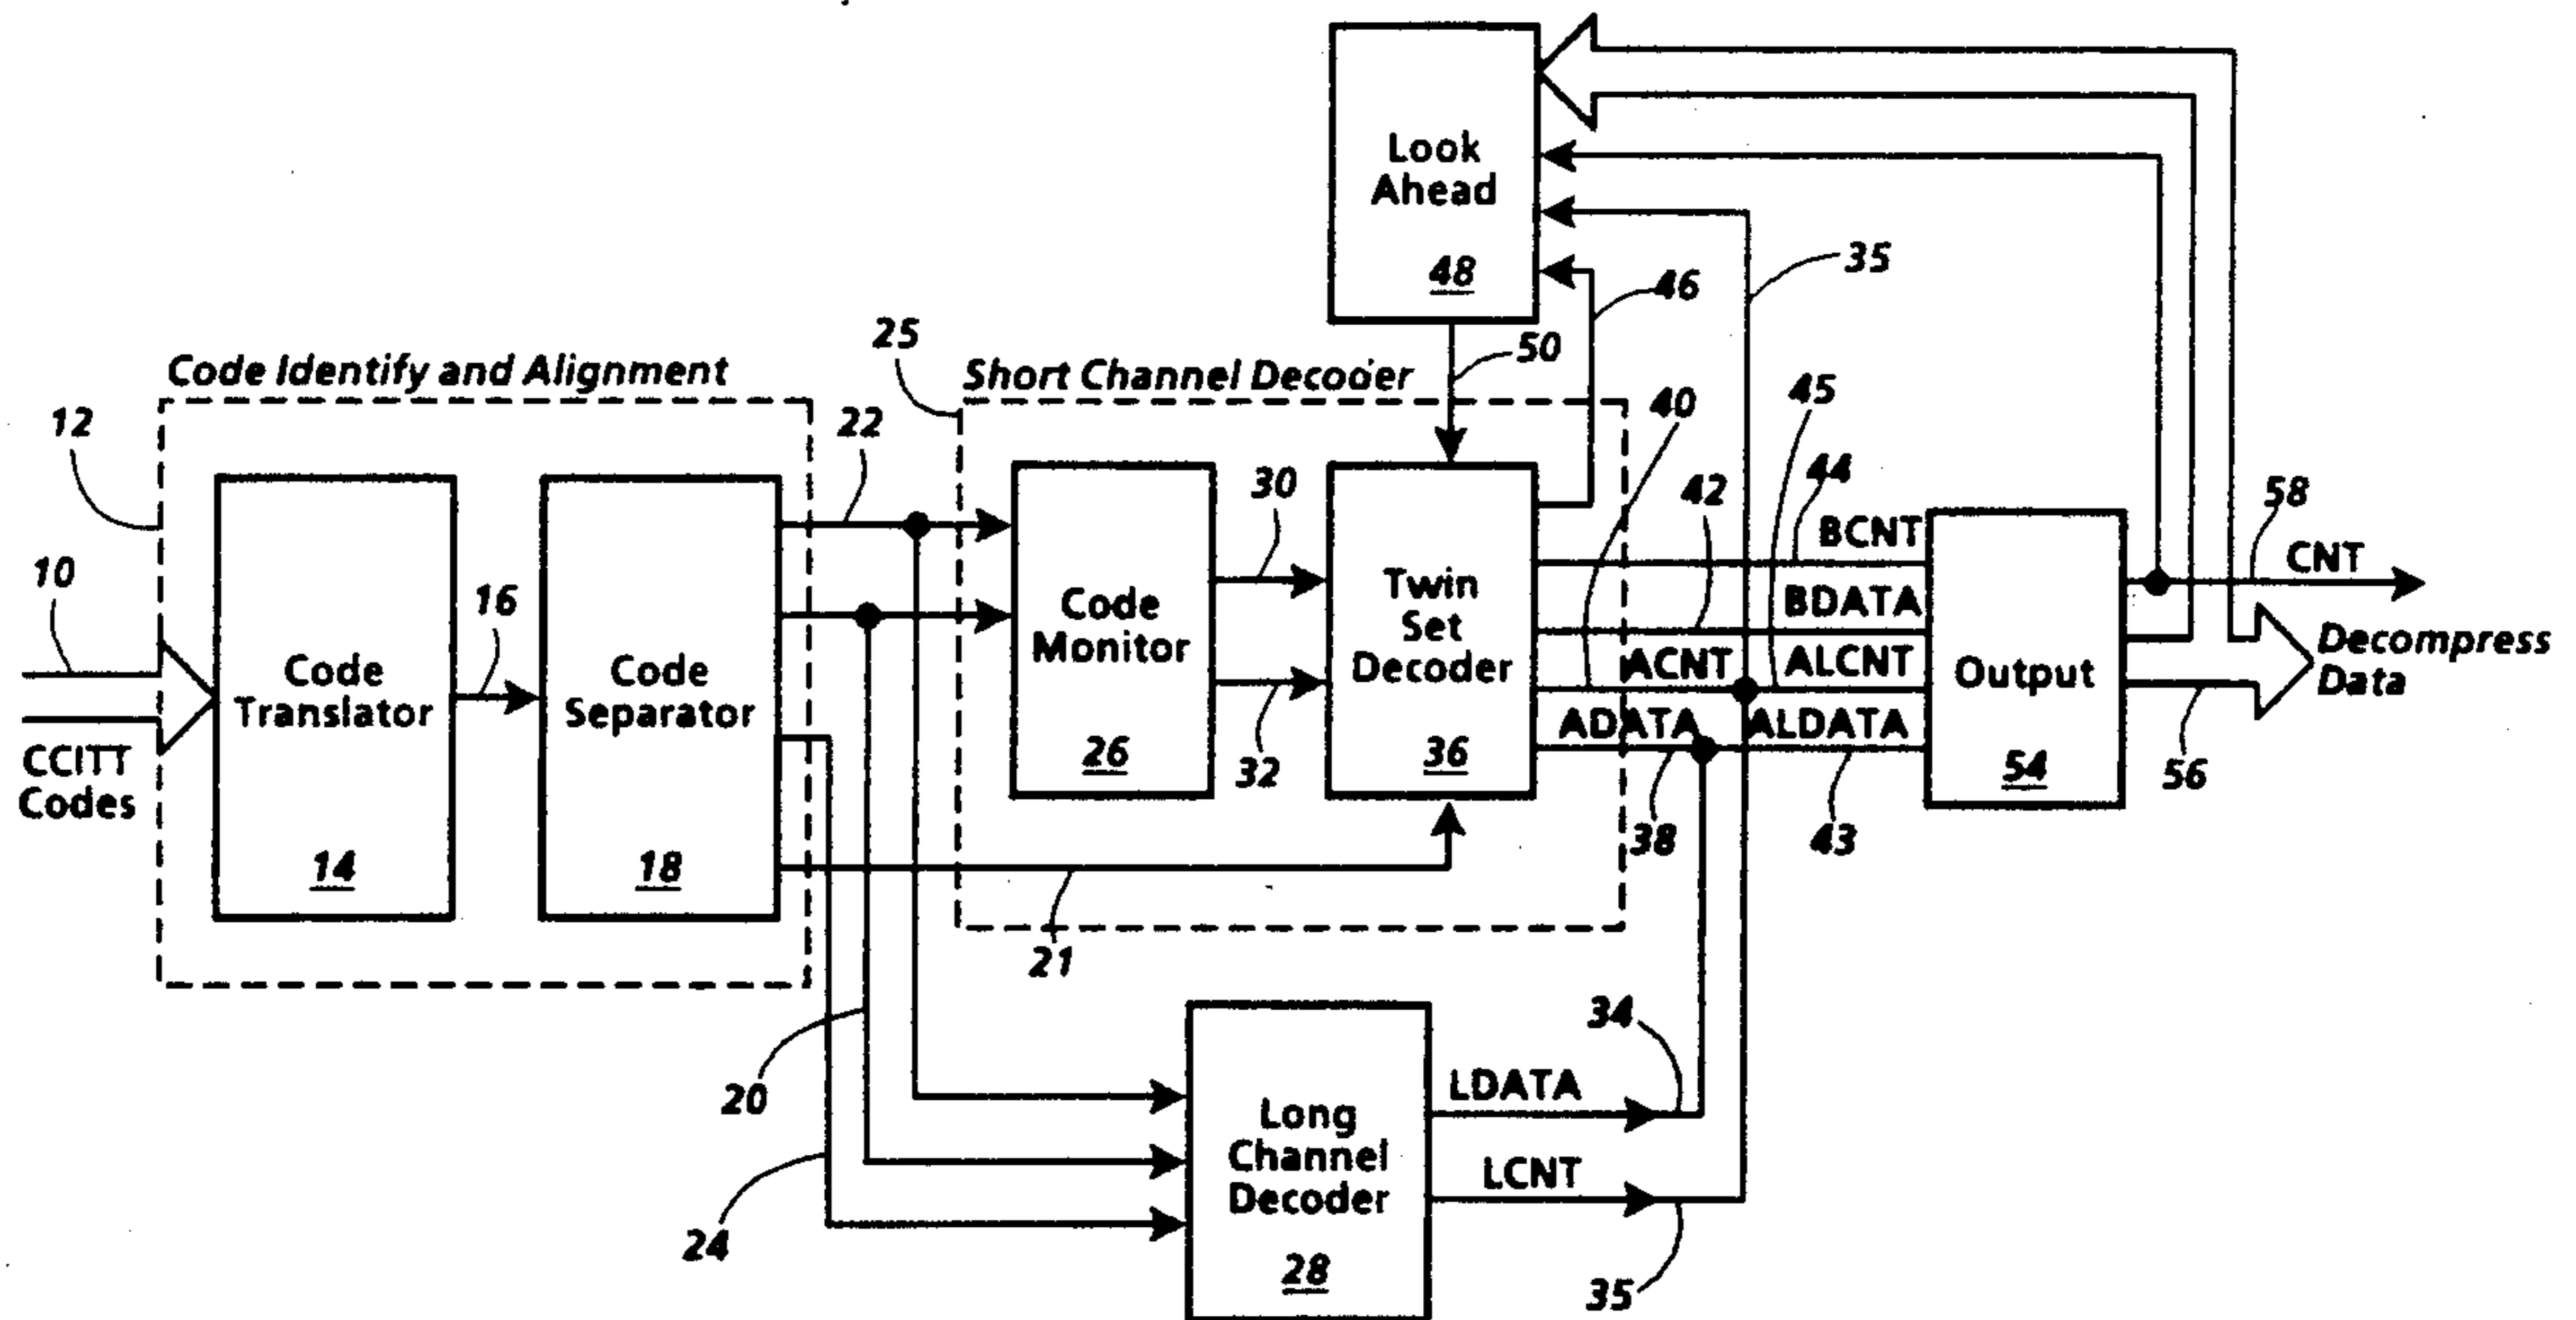 Look
Ahead
48
35
46
50
25
Code Identify and Alignment
Short Channel Decoder
12
22
40
45
10
16
30
42
44
58
BCNT
CNT
Code
Translator
14
Code
Separator
18
Code
Monitor
26
Twin
Set
Decoder
36
BDATA
ACNT
ALCNT
ADATA
ALDATA
Output
54
Decompress
Data
56
CCITT
Codes
32
38
43
21
20
24
34
LDATA
Long
Channel
Decoder
28
LCNT
35